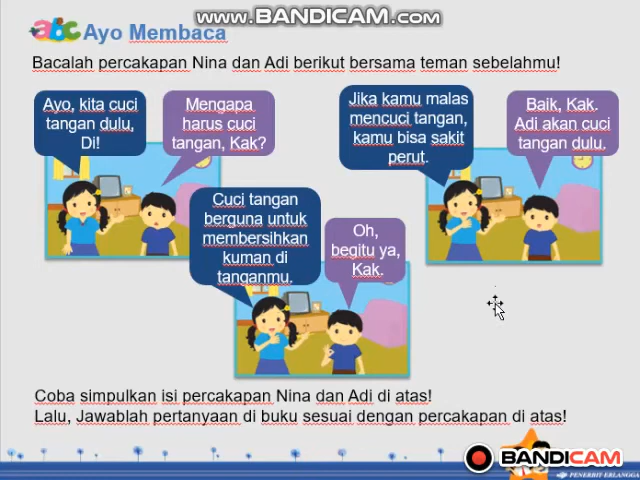 www.BANDICAM.com
abc Ayo Membaca
Bacalah percakapan Nina dan Adi berikut bersama teman sebelahmu!
Ayo, kita cuci
tangan dulu,
Di!
Mengapa
harus cuci
tangan, Kak?
Cuci tangan
berguna untuk
membersihkan
kuman di
tanganmu.
Oh,
begitu ya,
Kak.
Jika kamu malas
mencuci tangan,
kamu bisa sakit
perut.
Baik, Kak.
Adi akan cuci
tangan dulu.
Coba simpulkan isi percakapan Nina dan Adi di atas!
Lalu, Jawablah pertanyaan di buku sesuai dengan percakapan di atas!
BANDICAM
PENERBIT ERLANGGA